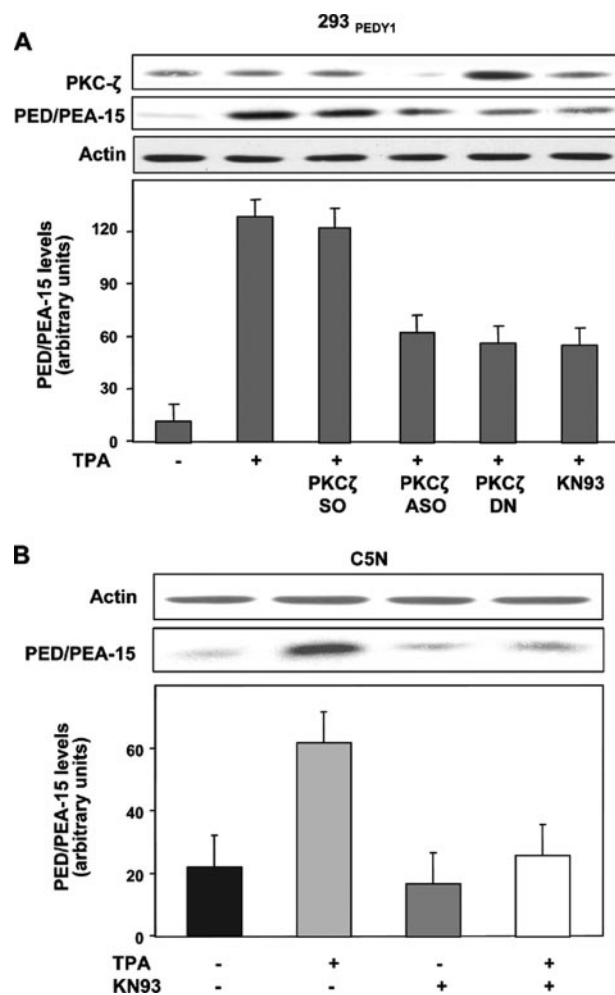 293 PEDY1
A
PKC-ζ
PED/PEA-15
Actin
PED/PEA-15 levels
(arbitrary units)
120
90
60
30
0
TPA - + + + + +
PKCζ PKCζ PKCζ KN93
SO ASO DN
B
C5N
Actin
PED/PEA-15
PED/PEA-15 levels
(arbitrary units)
60
40
20
0
TPA - + - +
KN93 - - + +